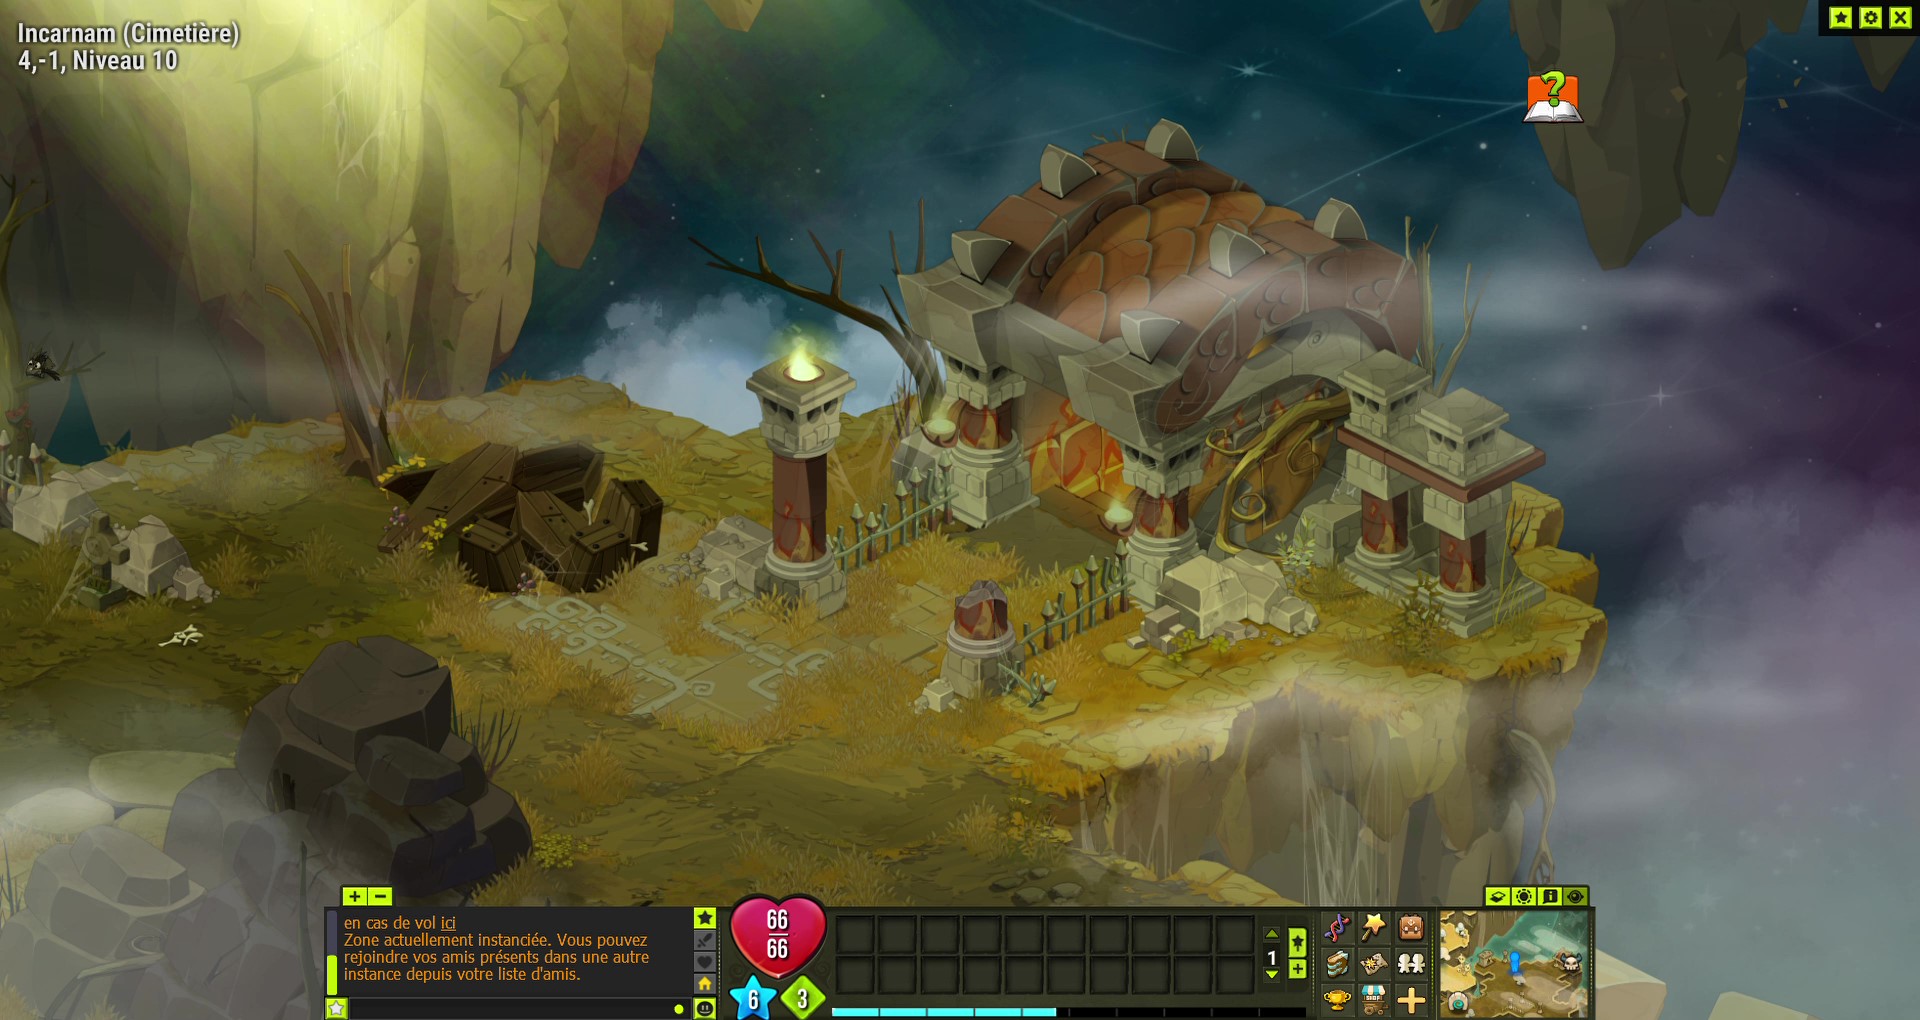 Incarnam (Cimetière)
4,-1, Niveau 10
en cas de vol ici
Zone actuellement instanciée. Vous pouvez
rejoindre vos amis présents dans une autre
instance depuis votre liste d'amis.
66
66
6
3
1
SHOP